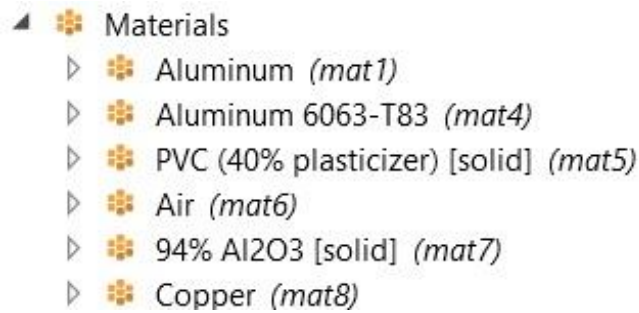 Materials
Aluminum (mat1)
Aluminum 6063-T83 (mat4)
PVC (40% plasticizer) [solid] (mat5)
Air (mat6)
94% Al2O3 [solid] (mat7)
Copper (mat8)